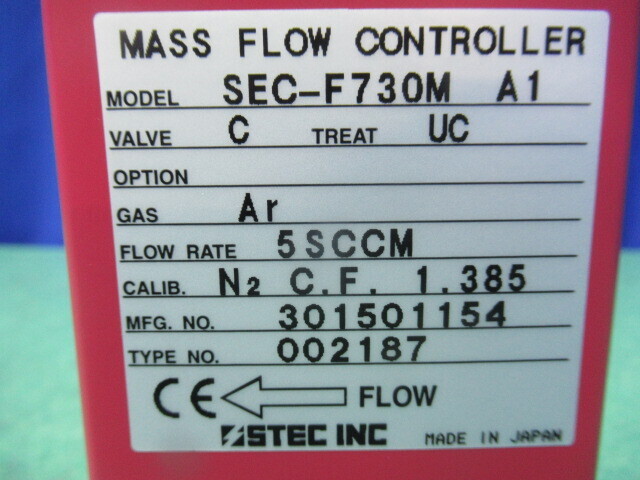 MASS FLOW CONTROLLER
MODEL SEC-F730M A1
VALVE C TREAT UC
OPTION
GAS Ar
FLOW RATE 5SCCM
CALIB. N2 C.F. 1.385
MFG. NO. 301501154
TYPE NO. 002187
CE FLOW
STEC INC MADE IN JAPAN